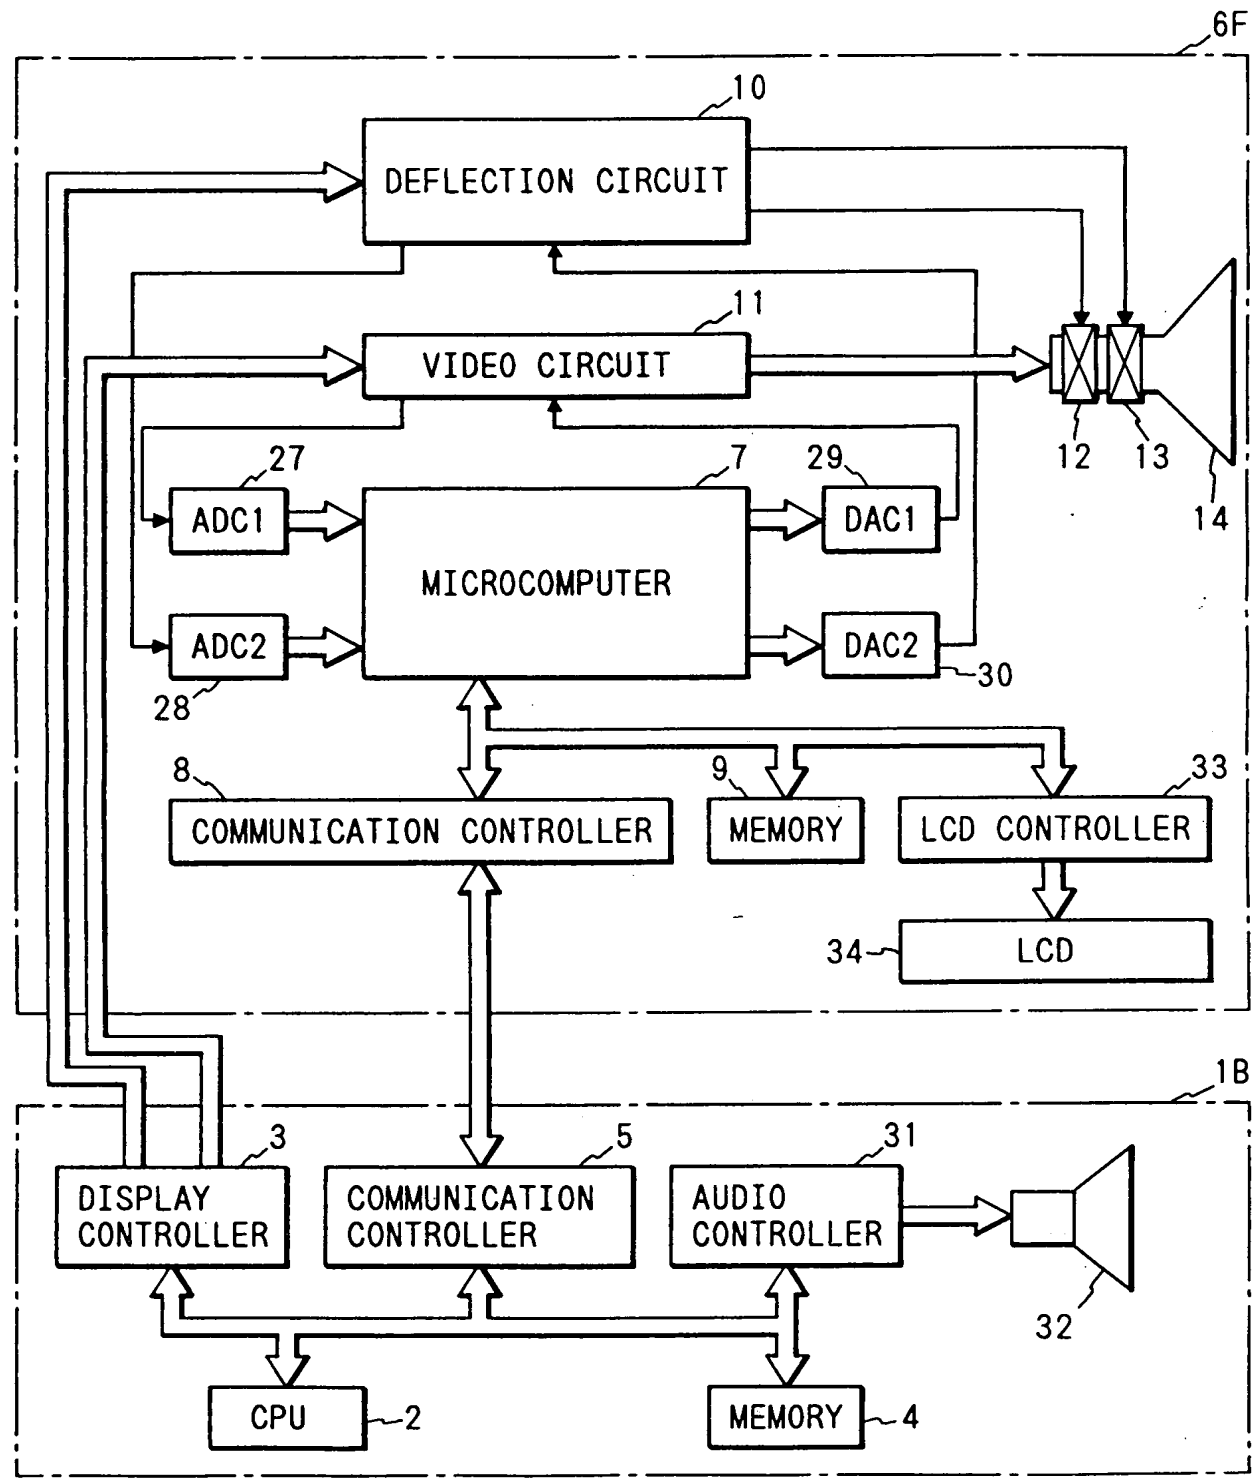 6F
10
DEFLECTION CIRCUIT
11
VIDEO CIRCUIT
12
13
14
27
7
29
ADC1
DAC1
MICROCOMPUTER
ADC2
DAC2
28
30
8
9
33
COMMUNICATION CONTROLLER
MEMORY
LCD CONTROLLER
34
LCD
1B
3
5
31
DISPLAY
CONTROLLER
COMMUNICATION
CONTROLLER
AUDIO
CONTROLLER
32
CPU
2
MEMORY
4